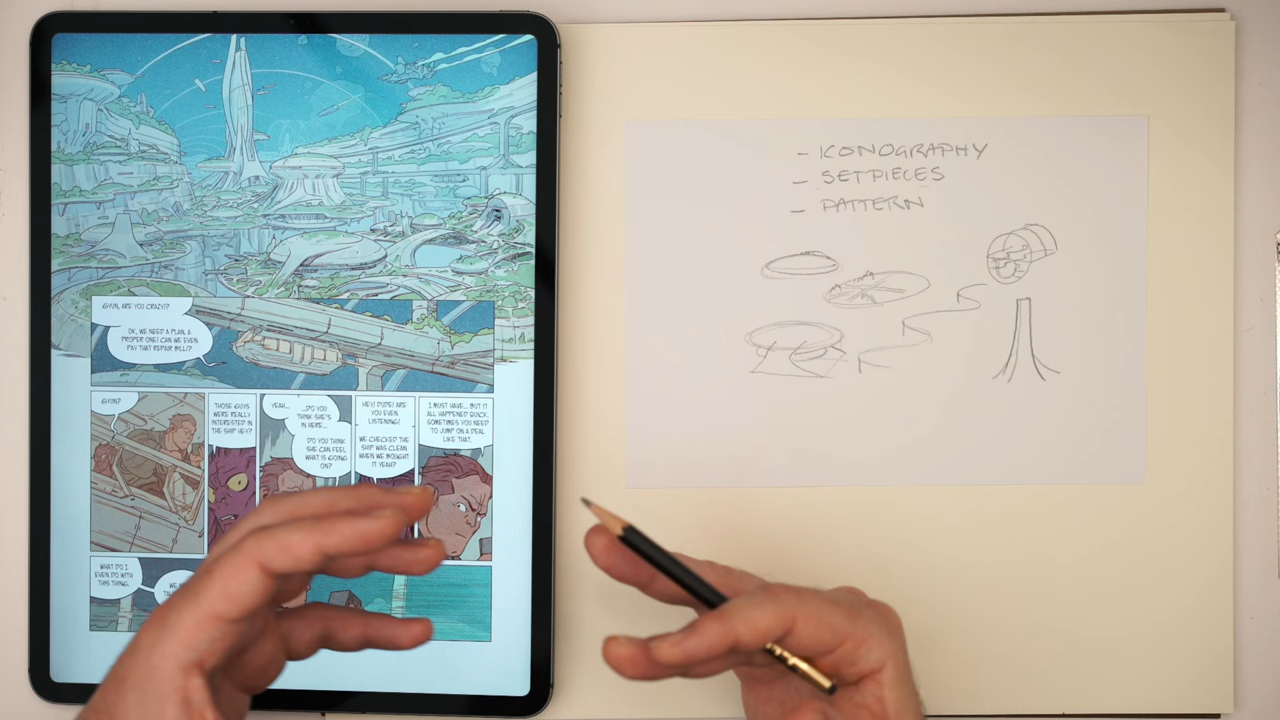 GYUN, ARE YOU CRAZY!?
OK, WE NEED A PLAN, A
PROPER ONE! CAN WE EVEN
PAY THAT REPAIR BILL!?
GYUN?
THOSE GUYS
WERE REALLY
INTERESTED IN
THE SHIP HEY?
YEAH...
...DO YOU
THINK SHE'S
IN HERE...
DO YOU THINK
SHE CAN FEEL
WHAT IS GOING
ON?
HEY! DUDE! ARE
YOU EVEN
LISTENING!
WE CHECKED THE
SHIP WAS CLEAN
WHEN WE BOUGHT
IT YEAH?
I MUST HAVE... BUT IT
ALL HAPPENED QUICK.
SOMETIMES YOU NEED
TO JUMP ON A DEAL
LIKE THAT.
WHAT DO I
EVEN DO WITH
THIS THING.
- ICONOGRAPHY
- SETPIECES
- PATTERN